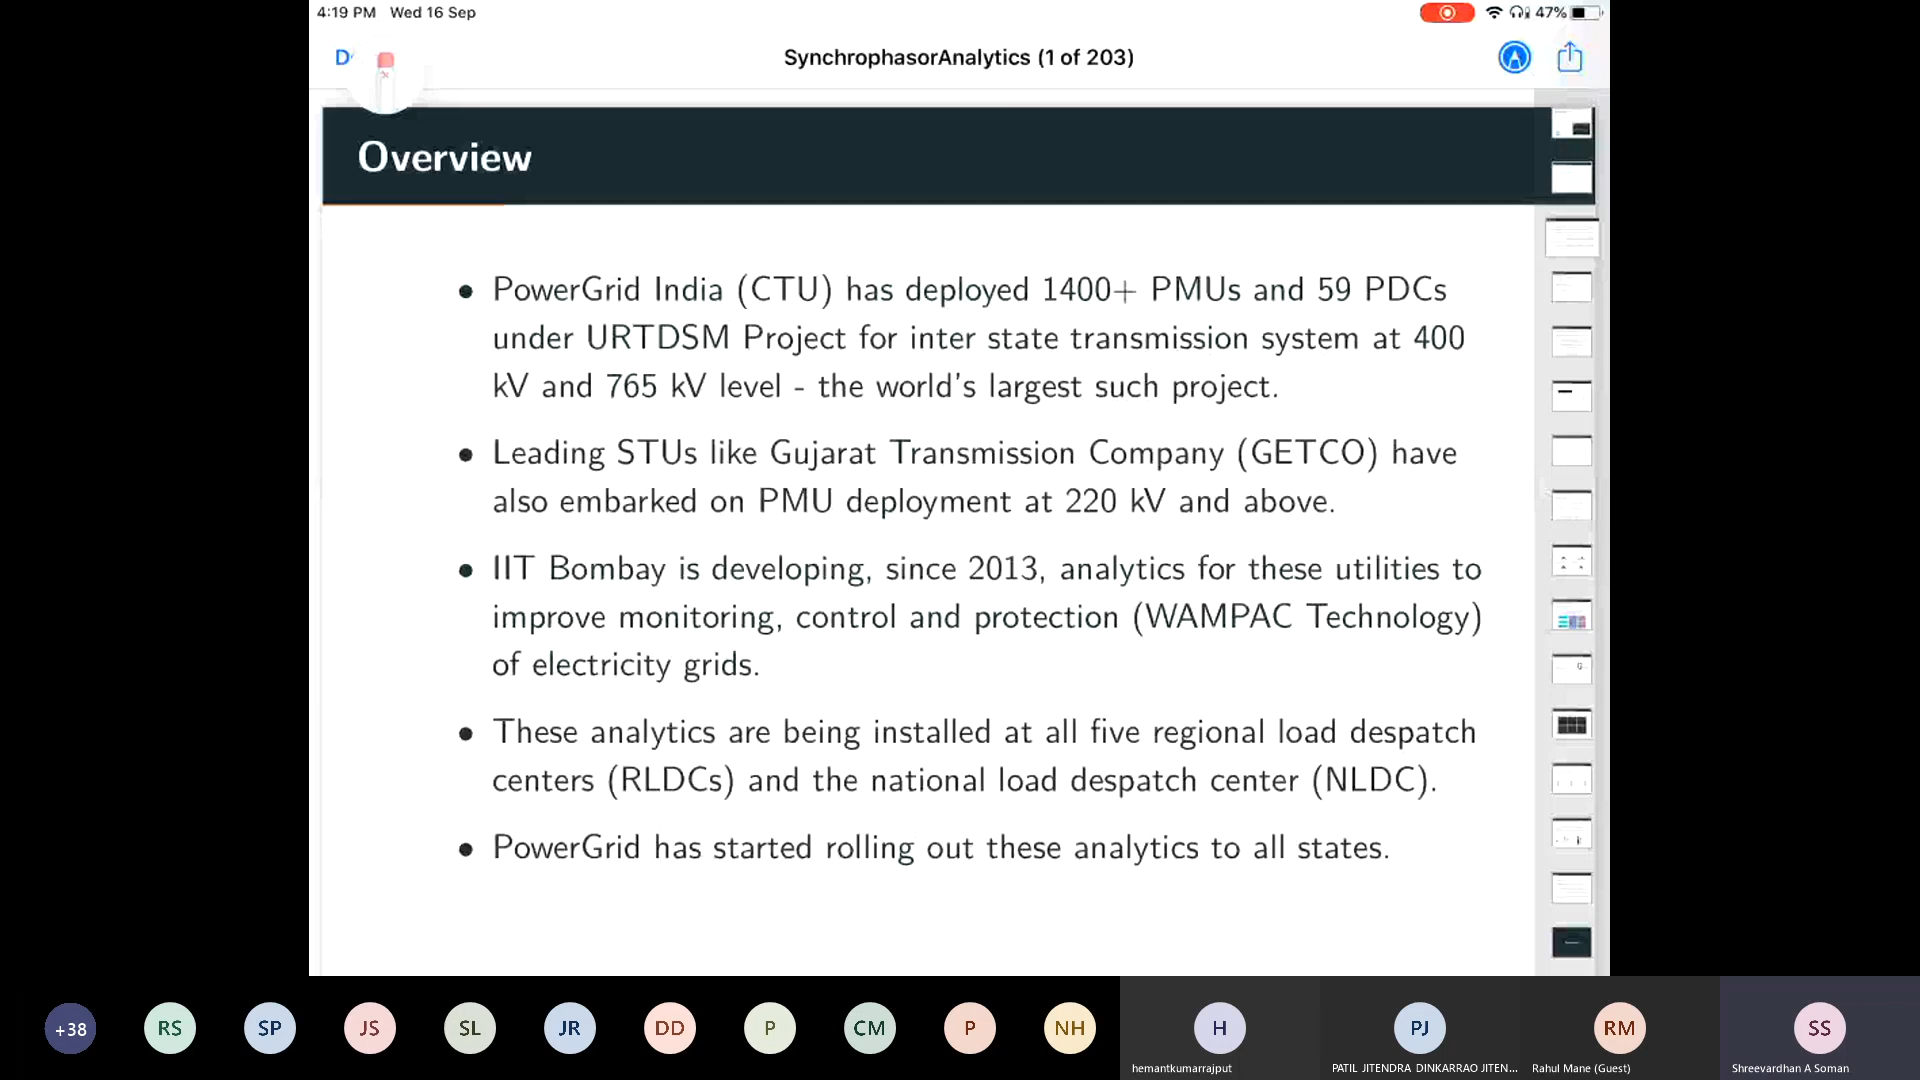 4:19 PM Wed 16 Sep
47%
SynchrophasorAnalytics (1 of 203)
Overview
• PowerGrid India (CTU) has deployed 1400+ PMUs and 59 PDCs
under URTDSM Project for inter state transmission system at 400
kV and 765 kV level - the world's largest such project.
• Leading STUs like Gujarat Transmission Company (GETCO) have
also embarked on PMU deployment at 220 kV and above.
• IIT Bombay is developing, since 2013, analytics for these utilities to
improve monitoring, control and protection (WAMPAC Technology)
of electricity grids.
• These analytics are being installed at all five regional load despatch
centers (RLDCs) and the national load despatch center (NLDC).
• PowerGrid has started rolling out these analytics to all states.
+38 RS SP JS SL JR DD P CM P NH H PJ RM SS
hemantkumarrajput PATIL JITENDRA DINKARRAO JITEN... Rahul Mane (Guest) Shreevardhan A Soman